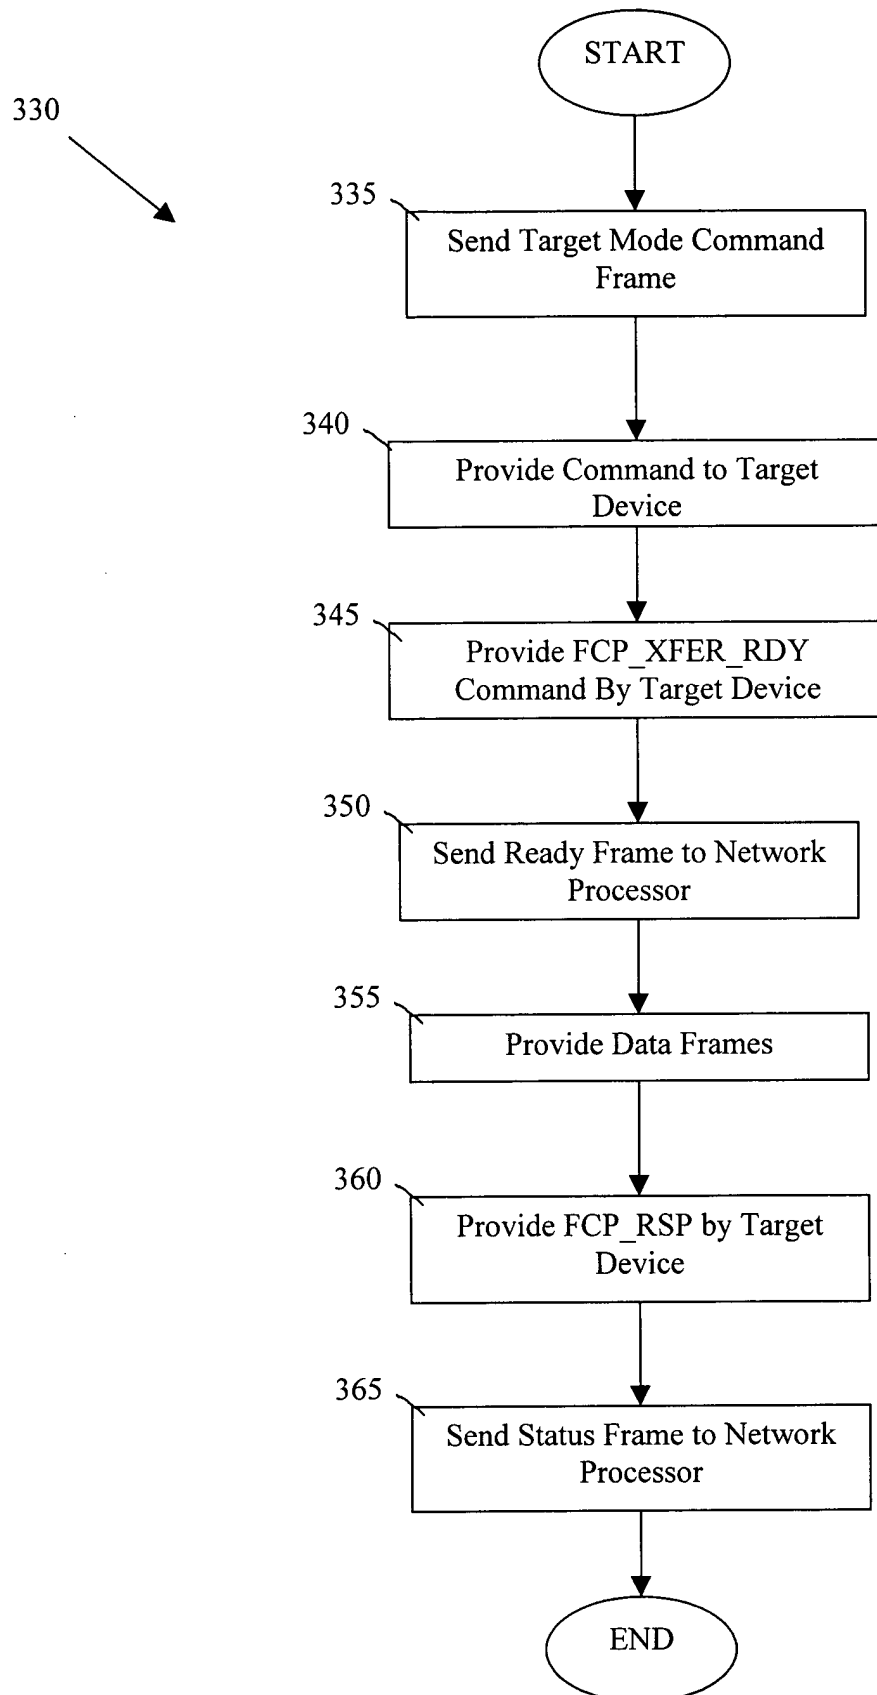 START
330
335
Send Target Mode Command
Frame
340
Provide Command to Target
Device
345
Provide FCP_XFER_RDY
Command By Target Device
350
Send Ready Frame to Network
Processor
355
Provide Data Frames
360
Provide FCP_RSP by Target
Device
365
Send Status Frame to Network
Processor
END